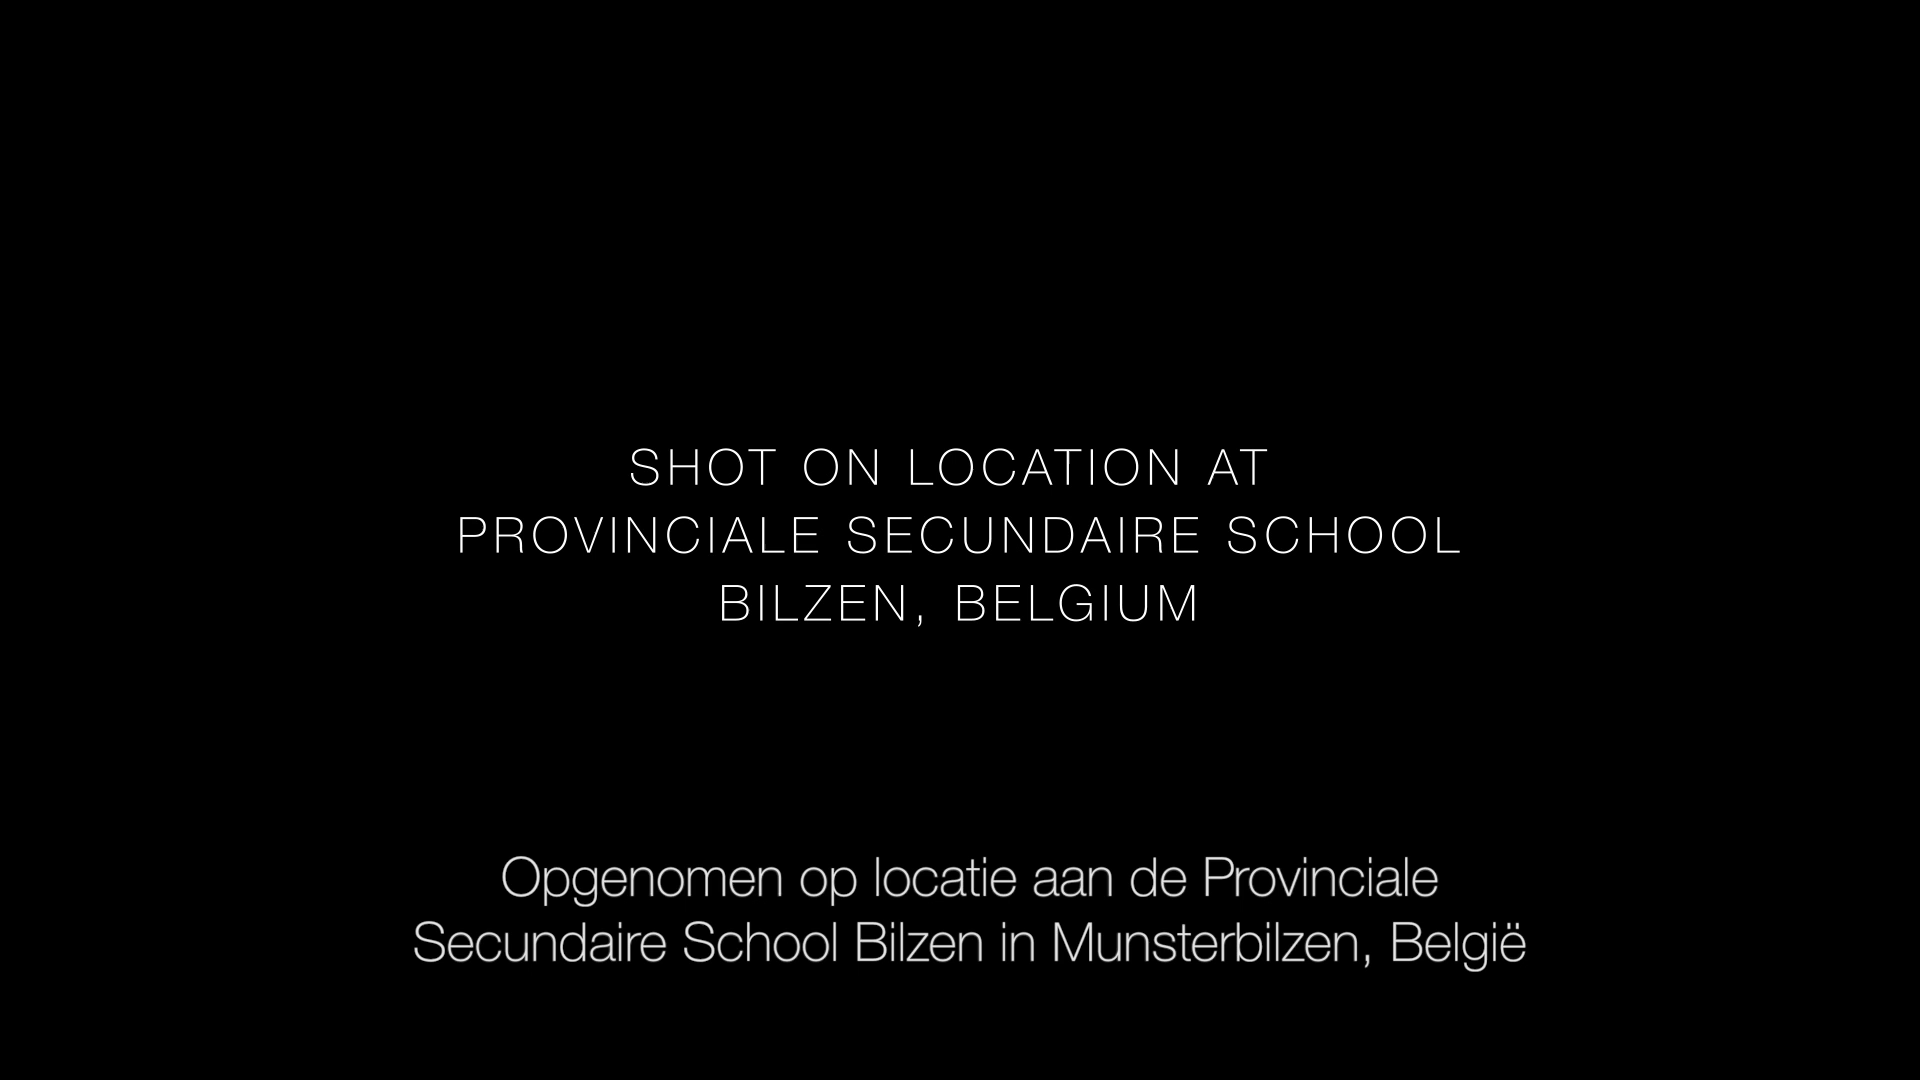 SHOT ON LOCATION AT
PROVINCIALE SECUNDAIRE SCHOOL
BILZEN, BELGIUM
Opgenomen op locatie aan de Provinciale
Secundaire School Bilzen in Munsterbilzen, België